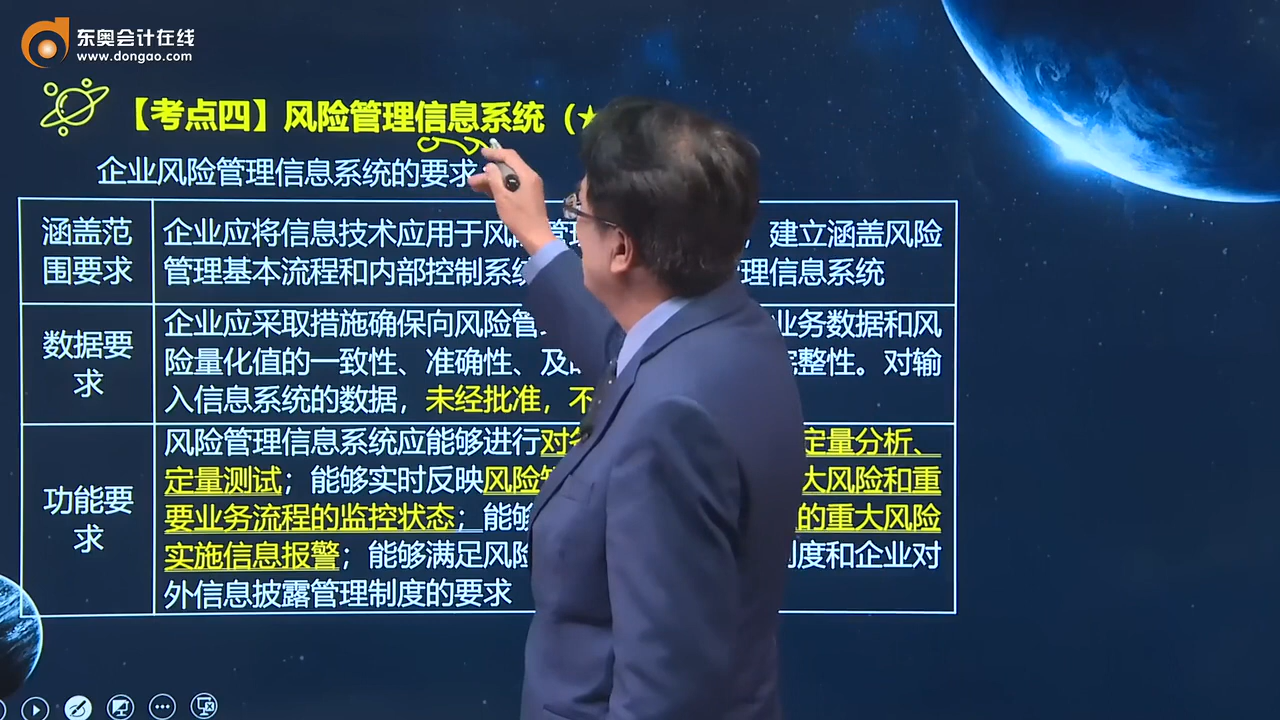 东奥会计在线
www.dongao.com
【考点四】风险管理信息系统（★
企业风险管理信息系统的要求
涵盖范
围要求
企业应将信息技术应用于风险管 ，建立涵盖风险
管理基本流程和内部控制系统 理信息系统
数据要
求
企业应采取措施确保向风险管 业务数据和风
险量化值的一致性、准确性、及 完整性。对输
入信息系统的数据，未经批准，不
功能要
求
风险管理信息系统应能够进行对 定量分析、
定量测试；能够实时反映风险 大风险和重
要业务流程的监控状态；能够 的重大风险
实施信息报警；能够满足风险 制度和企业对
外信息披露管理制度的要求